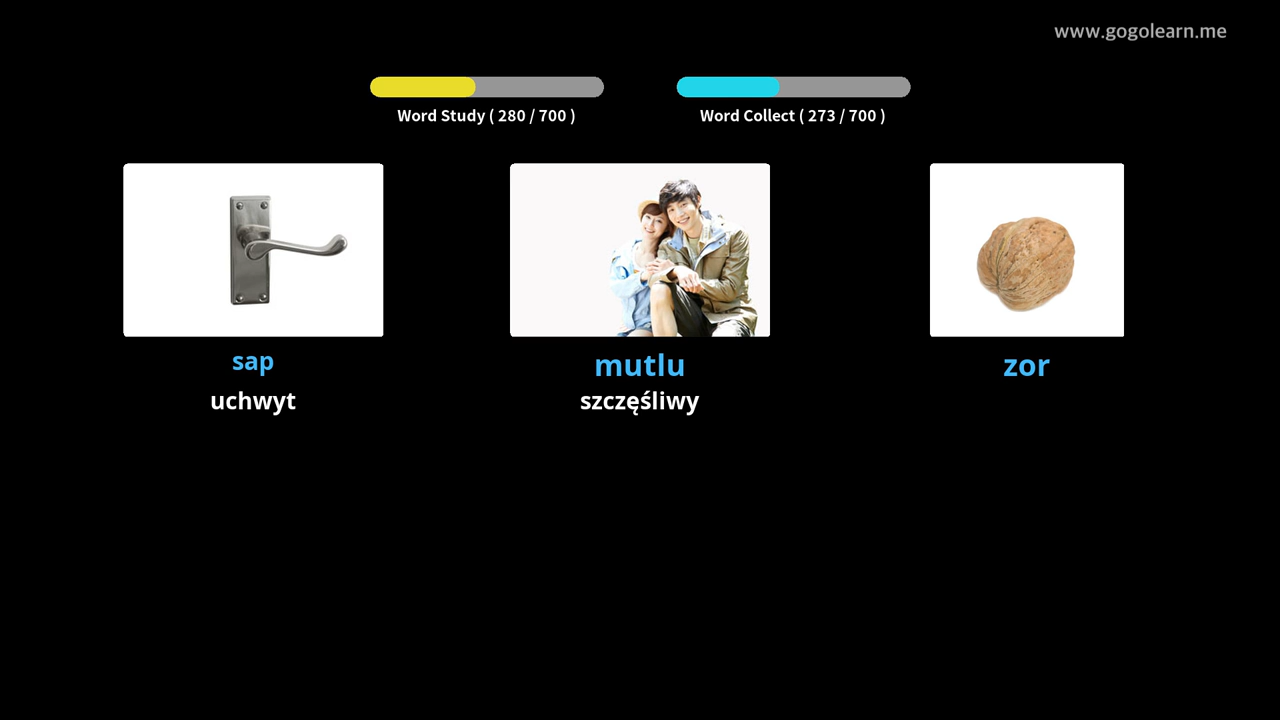 www.gogolearn.me
Word Study ( 280 / 700 )
Word Collect ( 273 / 700 )
sap
uchwyt
mutlu
szczęśliwy
zor